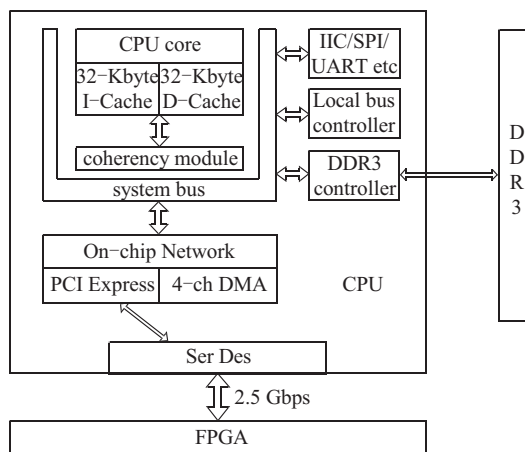 CPU core
32-Kbyte 32-Kbyte
I-Cache D-Cache
coherency module
system bus
IIC/SPI/
UART etc
Local bus
controller
DDR3
controller
D
D
R
3
On-chip Network
PCI Express 4-ch DMA
CPU
Ser Des
2.5 Gbps
FPGA